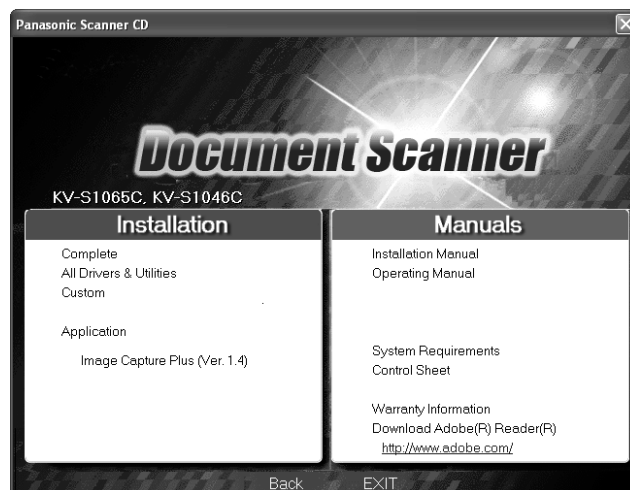 Panasonic Scanner CD
Document Scanner
KV-S1065C, KV-S1046C
Installation
Complete
All Drivers & Utilities
Custom
Application
Image Capture Plus (Ver. 1.4)
Manuals
Installation Manual
Operating Manual
System Requirements
Control Sheet
Warranty Information
Download Adobe(R) Reader(R)
http://www.adobe.com/
Back
EXIT